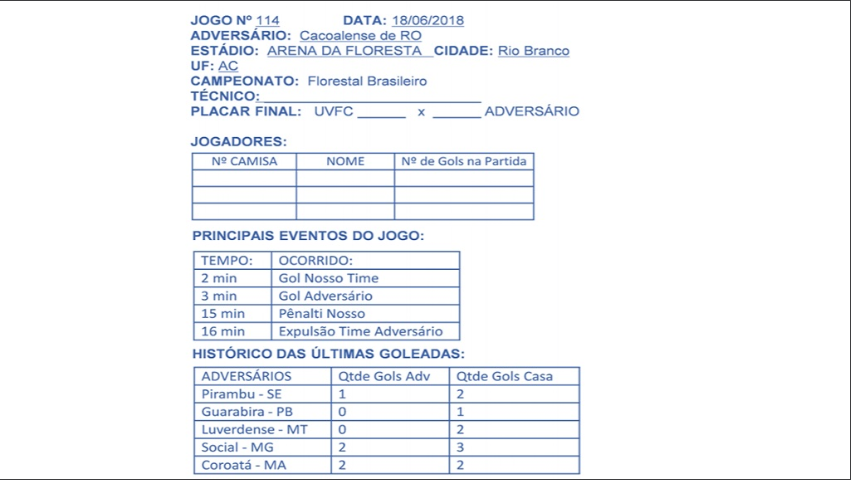 JOGO Nº 114 DATA: 18/06/2018
ADVERSÁRIO: Cacoalense de RO
ESTÁDIO: ARENA DA FLORESTA CIDADE: Rio Branco
UF: AC
CAMPEONATO: Florestal Brasileiro
TÉCNICO:
PLACAR FINAL: UVFC ______ x ______ ADVERSÁRIO
JOGADORES:
Nº CAMISA NOME Nº de Gols na Partida
PRINCIPAIS EVENTOS DO JOGO:
TEMPO: OCORRIDO:
2 min Gol Nosso Time
3 min Gol Adversário
15 min Pênalti Nosso
16 min Expulsão Time Adversário
HISTÓRICO DAS ÚLTIMAS GOLEADAS:
ADVERSÁRIOS Qtde Gols Adv Qtde Gols Casa
Pirambu - SE 1 2
Guarabira - PB 0 1
Luverdense - MT 0 2
Social - MG 2 3
Coroatá - MA 2 2